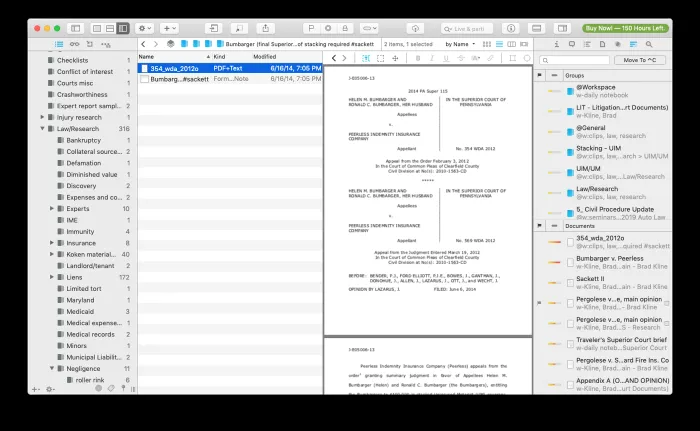 Live & path
Buy Now! — 150 Hours Left.
Bumbarger (final Superior... of stacking required #sackett
2 items, 1 selected
by Name
Checklists 1
Conflict of interest 1
Courts misc 1
Crashworthiness 1
Expert report sampl... 2
Injury research 1
Law/Research 316
Bankruptcy 1
Collateral source... 2
Defamation 1
Diminished value 1
Discovery 2
Expenses and co... 2
Experts 10
IME 1
Immunity 4
Insurance 8
Koken material... 40
Landlord/tenant 2
Liens 172
Limited tort 1
Maryland 1
Medicaid 3
Medical expense... 3
Medical records 2
Minors 1
Municipal Liabilit... 2
Negligence 11
roller rink 6
Name Kind Modified
354_wda_2012o PDF+Text 6/16/14, 7:05 PM
Bumbarg...#sackett Form...Note 6/16/14, 7:05 PM
J-E05006-13
2014 PA Super 115
HELEN M. BUMBARGER AND
RONALD C. BUMBARGER, HER HUSBAND
IN THE SUPERIOR COURT OF
PENNSYLVANIA
Appellees
v.
PEERLESS INDEMNITY INSURANCE
COMPANY
Appellant
No. 354 WDA 2012
Appeal from the Order February 3, 2012
In the Court of Common Pleas of Clearfield County
Civil Division at No(s): 2010-1563-CD
*****
HELEN M. BUMBARGER AND
RONALD C. BUMBARGER, HER HUSBAND
IN THE SUPERIOR COURT OF
PENNSYLVANIA
Appellees
v.
PEERLESS INDEMNITY INSURANCE
COMPANY
Appellant
No. 569 WDA 2012
Appeal from the Judgment Entered March 19, 2012
In the Court of Common Pleas of Clearfield County
Civil Division at No(s): 2010-1563-CD
BEFORE: BENDER, P.J., FORD ELLIOTT, P.J.E., BOWES, J., GANTMAN, J.,
DONOHUE, J., ALLEN, J., LAZARUS, J., OTT, J., and WECHT, J.
OPINION BY LAZARUS, J. FILED: June 6, 2014
J-E05006-13
Peerless Indemnity Insurance Company (Peerless) appeals from the
order¹ granting summary judgment in favor of Appellees Helen M.
Bumbarger (Helen) and Ronald C. Bumbarger (the Bumbargers), entitling
Move To ^C
Groups
@Workspace
w-daily notebook
LIT - Litigation...rt Documents)
w-Kline, Brad
@General
@w:clips, law, research
Stacking - UIM
@w:clips, law,...arch > UIM/UM
UIM/UM
@w:clips, law,...Law/Research
Law/Research
@w:clips, law, research
5_ Civil Procedure Update
@w:seminars...2019 Auto Law
Documents
354_wda_2012o
@w:clips, law,...quired #sackett
Bumbarger v. Peerless
w-Kline, Brad...- Brad Kline
Sackett II
w-Kline, Brad...- Brad Kline
Pergolese v...e, main opinion
w-Kline, Brad...ain - Brad Kline
Pergolese v...e, main opinion
w-Kline, Brad...S - Research
Traveler's Superior Court brief
w-daily noteb...Superior Court
Pergolese v. S...ard Fire Ins. Co
w-Kline, Brad...ain - Brad Kline
Appendix A (O...AND OPINION)
w-Kline, Brad...urt Documents)